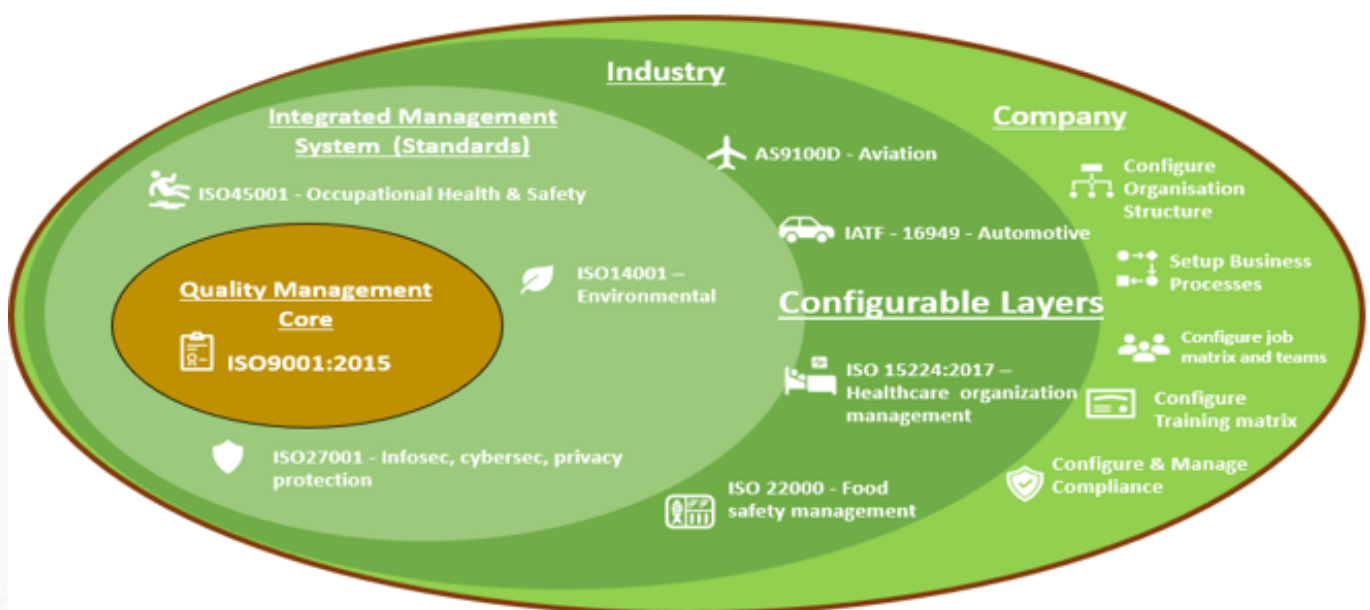 Industry
Integrated Management
System (Standards)
Company
AS9100D - Aviation
Configure
Organisation
Structure
ISO45001 - Occupational Health & Safety
IATF - 16949 - Automotive
Quality Management
Core
ISO9001:2015
ISO14001 –
Environmental
Setup Business
Processes
Configurable Layers
Configure job
matrix and teams
ISO 15224:2017 –
Healthcare organization
management
Configure
Training matrix
ISO27001 - Infosec, cybersec, privacy
protection
Configure & Manage
Compliance
ISO 22000 - Food
safety management